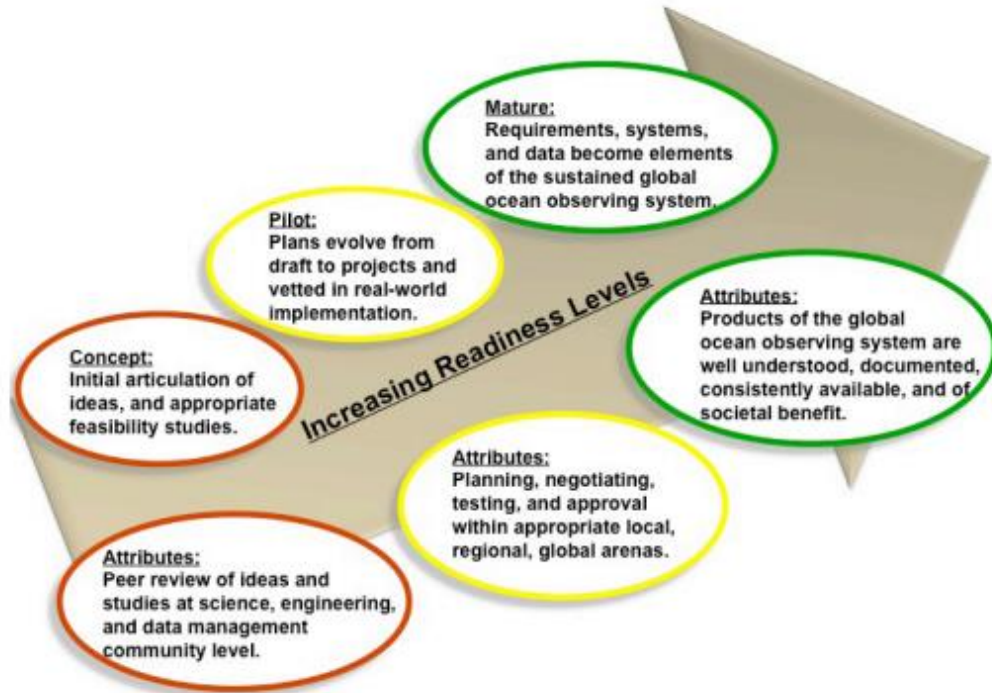 Mature:
Requirements, systems,
and data become elements
of the sustained global
ocean observing system.
Pilot:
Plans evolve from
draft to projects and
vetted in real-world
implementation.
Concept:
Initial articulation of
ideas, and appropriate
feasibility studies.
Increasing Readiness Levels
Attributes:
Products of the global
ocean observing system are
well understood, documented,
consistently available, and of
societal benefit.
Attributes:
Planning, negotiating,
testing, and approval
within appropriate local,
regional, global arenas.
Attributes:
Peer review of ideas and
studies at science, engineering,
and data management
community level.